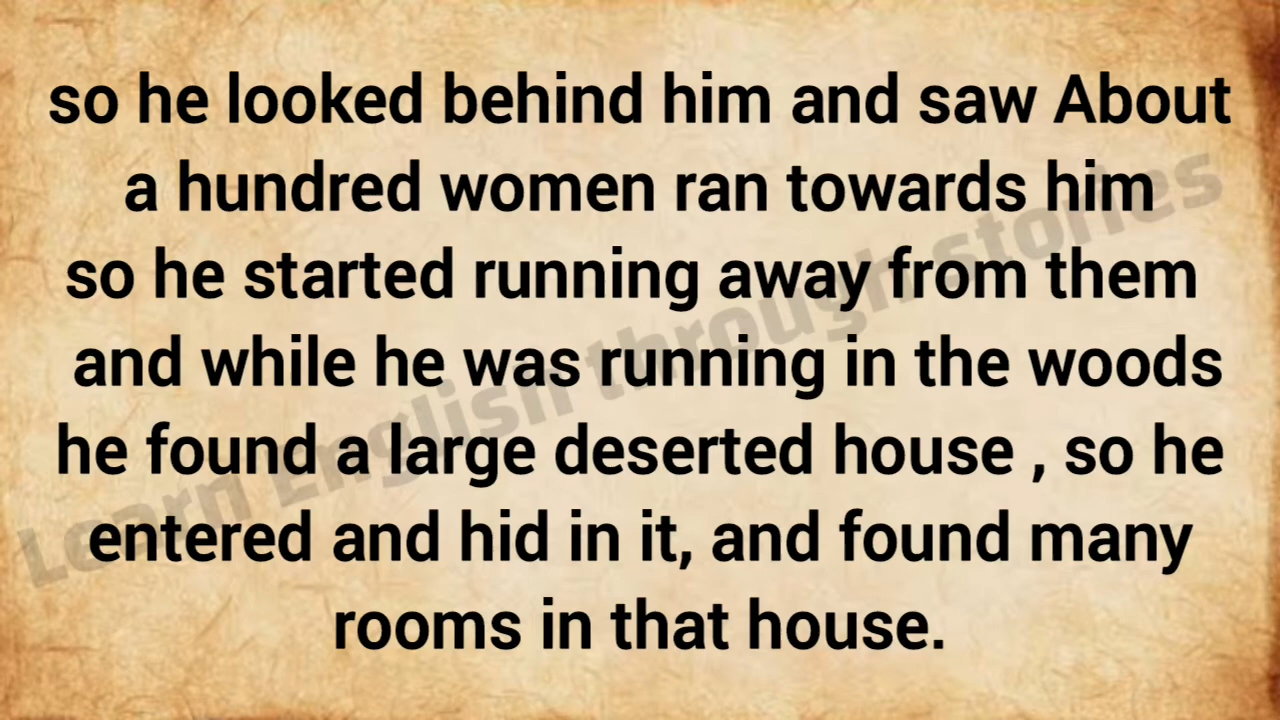 so he looked behind him and saw About
a hundred women ran towards him
so he started running away from them
and while he was running in the woods
he found a large deserted house , so he
entered and hid in it, and found many
rooms in that house.
Learn English through stories